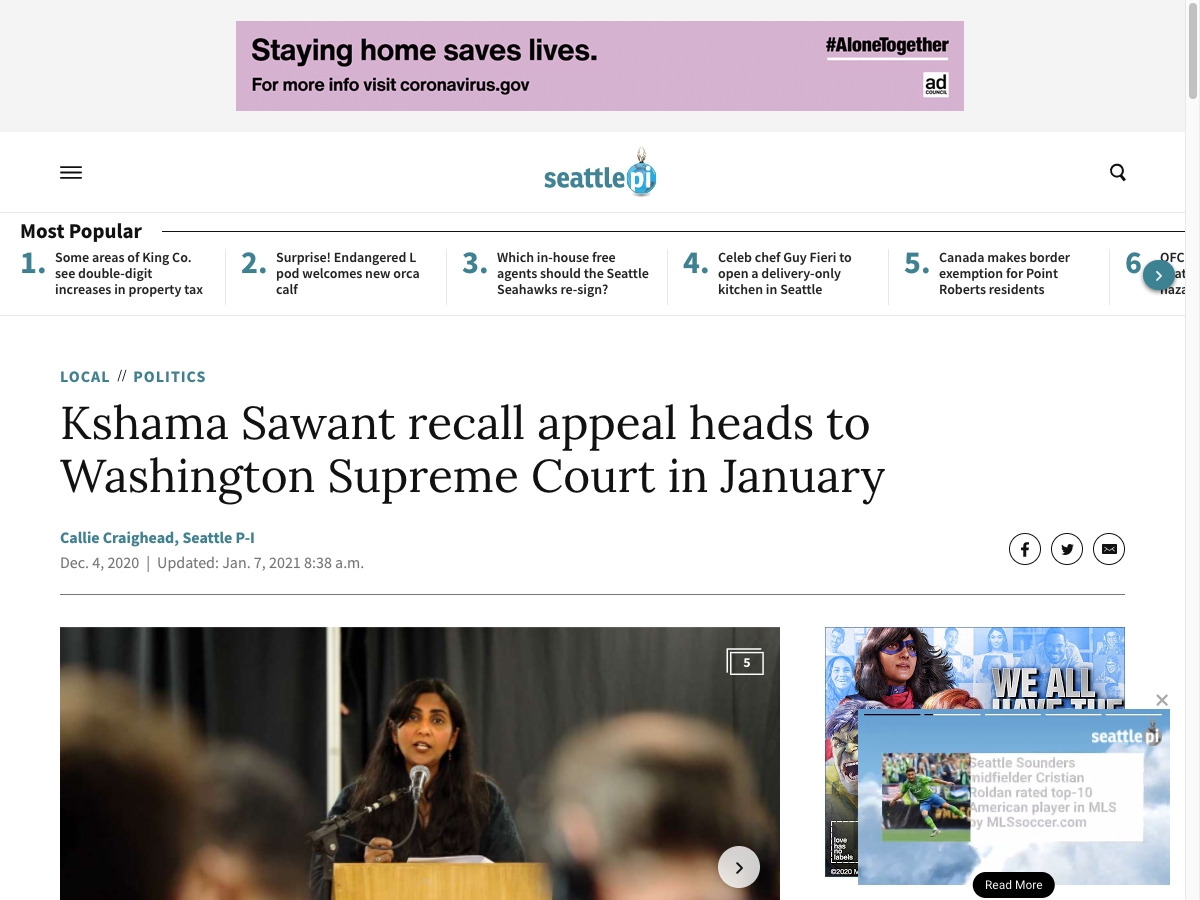 Staying home saves lives.
For more info visit coronavirus.gov
#AloneTogether
ad
COUNCIL
seattlepi
Most Popular
1. Some areas of King Co.
see double-digit
increases in property tax
2. Surprise! Endangered L
pod welcomes new orca
calf
3. Which in-house free
agents should the Seattle
Seahawks re-sign?
4. Celeb chef Guy Fieri to
open a delivery-only
kitchen in Seattle
5. Canada makes border
exemption for Point
Roberts residents
6. OFC
LOCAL // POLITICS
Kshama Sawant recall appeal heads to
Washington Supreme Court in January
Callie Craighead, Seattle P-I
Dec. 4, 2020 | Updated: Jan. 7, 2021 8:38 a.m.
5
WE ALL
HAVE THE
love
has
no
labels
©2020 M
seattlepi
Seattle Sounders
midfielder Cristian
Roldan rated top-10
American player in MLS
by MLSsoccer.com
Read More